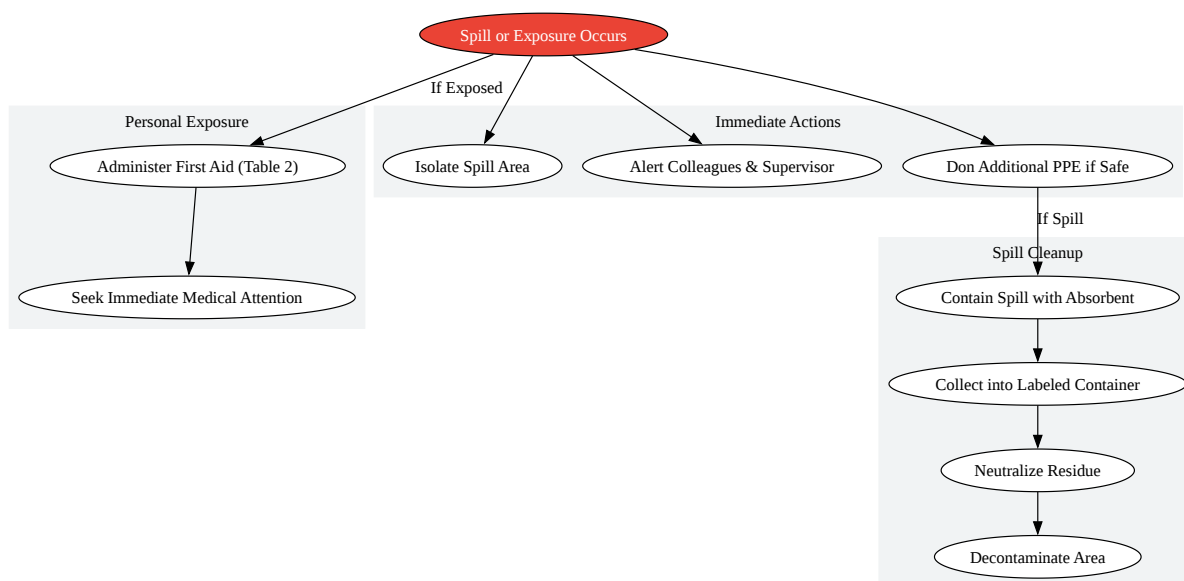 Spill or Exposure Occurs
If Exposed
Personal Exposure
Immediate Actions
Administer First Aid (Table 2)
Isolate Spill Area
Alert Colleagues & Supervisor
Don Additional PPE if Safe
If Spill
Spill Cleanup
Seek Immediate Medical Attention
Contain Spill with Absorbent
Collect into Labeled Container
Neutralize Residue
Decontaminate Area